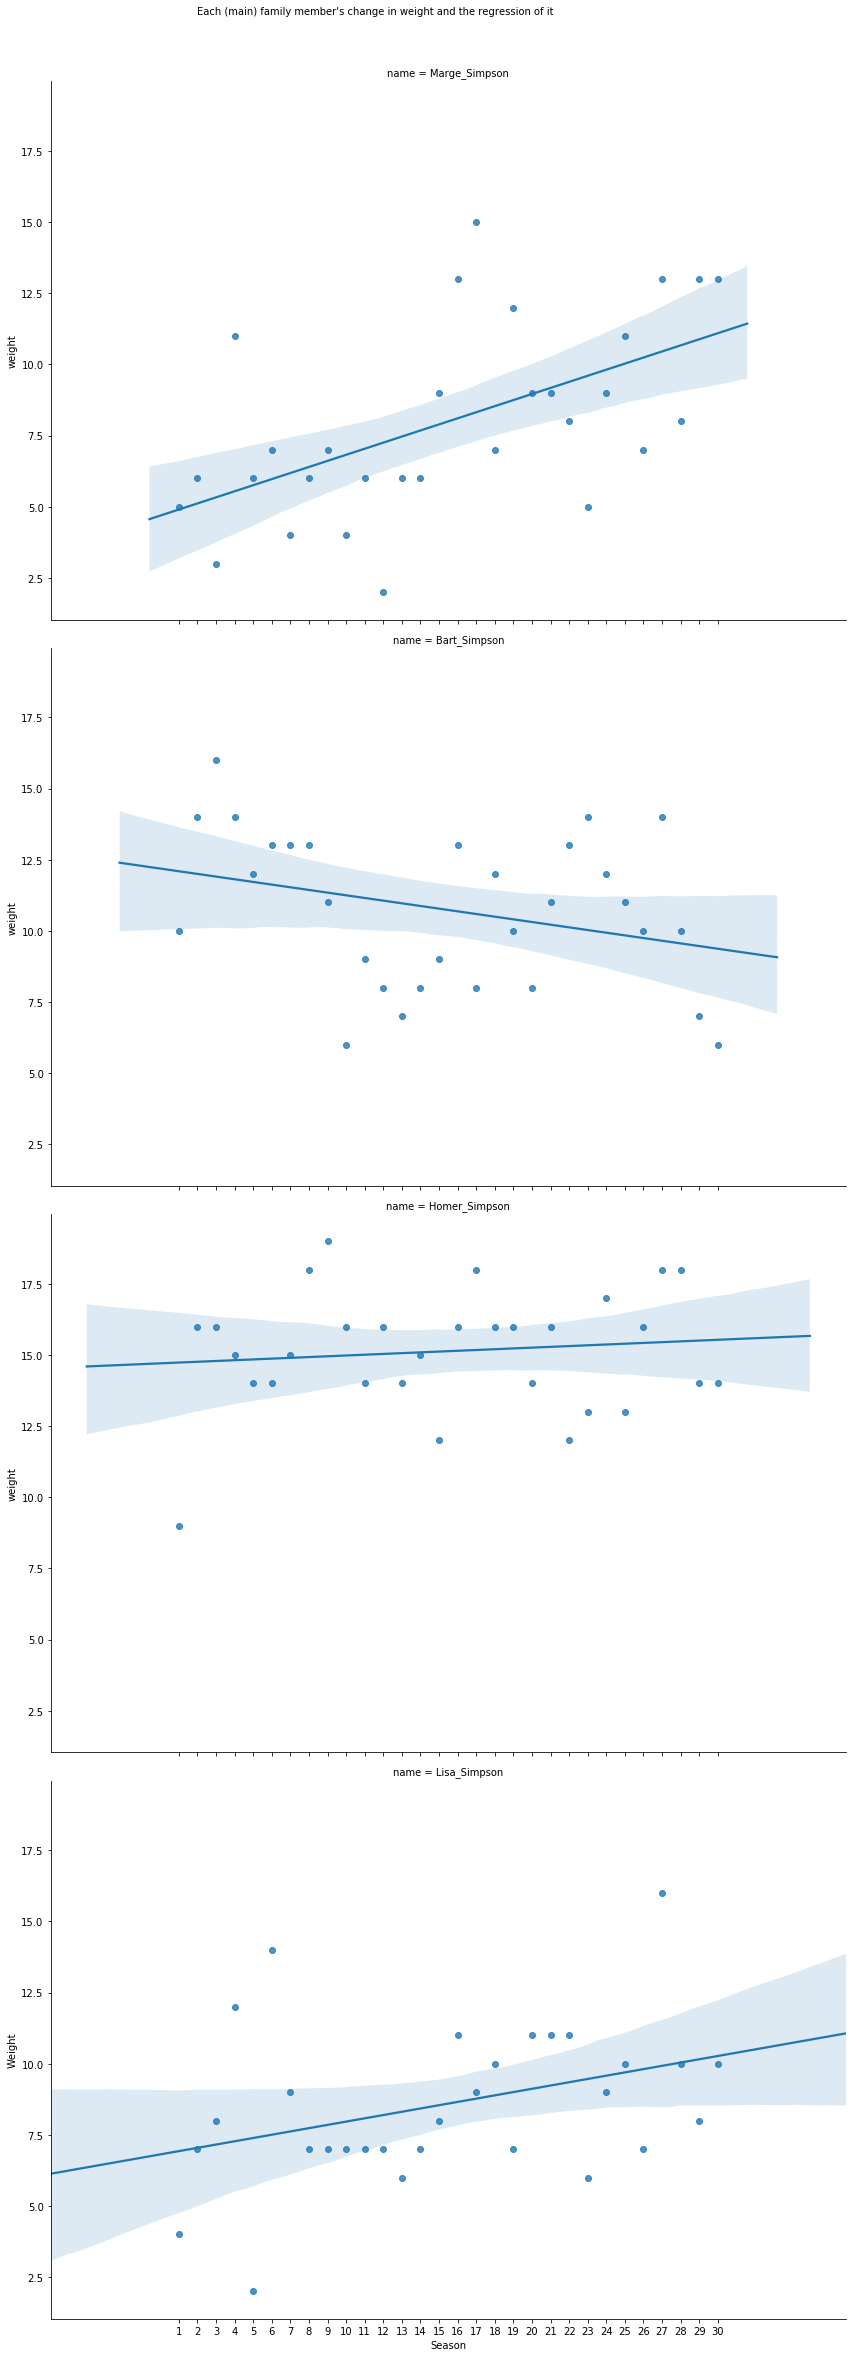 Each (main) family member's change in weight and the regression of it
name = Marge_Simpson
17.5
15.0
12.5
10.0
7.5
5.0
2.5
weight
name = Bart_Simpson
17.5
15.0
12.5
10.0
7.5
5.0
2.5
weight
name = Homer_Simpson
17.5
15.0
12.5
10.0
7.5
5.0
2.5
weight
name = Lisa_Simpson
17.5
15.0
12.5
10.0
7.5
5.0
2.5
Weight
1 2 3 4 5 6 7 8 9 10 11 12 13 14 15 16 17 18 19 20 21 22 23 24 25 26 27 28 29 30
Season